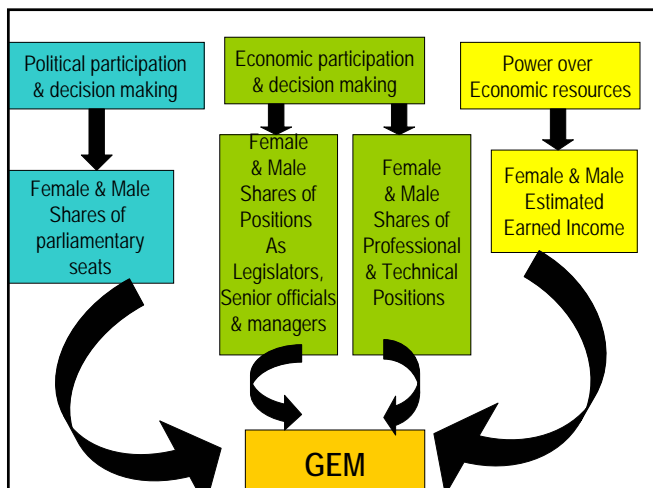 Political participation
& decision making
Economic participation
& decision making
Power over
Economic resources
Female & Male
Shares of
parliamentary
seats
Female
& Male
Shares of
Positions
As
Legislators,
Senior officials
& managers
Female
& Male
Shares of
Professional
& Technical
Positions
Female & Male
Estimated
Earned Income
GEM